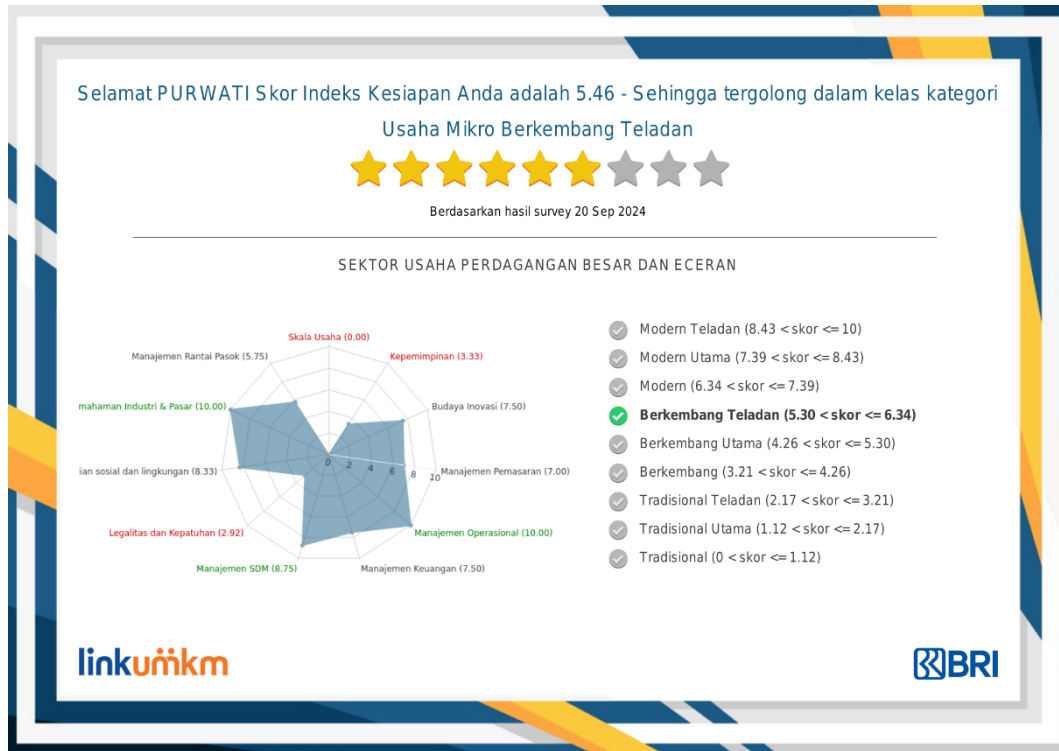 Selamat PURWATI Skor Indeks Kesiapan Anda adalah 5.46 - Sehingga tergolong dalam kelas kategori
Usaha Mikro Berkembang Teladan
Berdasarkan hasil survey 20 Sep 2024
SEKTOR USAHA PERDAGANGAN BESAR DAN ECERAN
Skala Usaha (0.00)
Manajemen Rantai Pasok (5.75)
Kepemimpinan (3.33)
mahaman Industri & Pasar (10.00)
Budaya Inovasi (7.50)
ian sosial dan lingkungan (8.33)
Manajemen Pemasaran (7.00)
0 2 4 6 8 10
Legalitas dan Kepatuhan (2.92)
Manajemen Operasional (10.00)
Manajemen SDM (8.75)
Manajemen Keuangan (7.50)
Modern Teladan (8.43 < skor <= 10)
Modern Utama (7.39 < skor <= 8.43)
Modern (6.34 < skor <= 7.39)
Berkembang Teladan (5.30 < skor <= 6.34)
Berkembang Utama (4.26 < skor <= 5.30)
Berkembang (3.21 < skor <= 4.26)
Tradisional Teladan (2.17 < skor <= 3.21)
Tradisional Utama (1.12 < skor <= 2.17)
Tradisional (0 < skor <= 1.12)
linkumkm
BRI